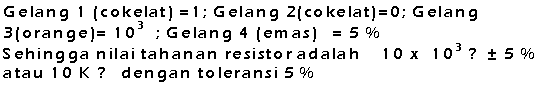 Gelang 1 (cokelat) =1; Gelang 2(cokelat)=0; Gelang
3(orange)= 10³ ; Gelang 4 (emas) = 5 %
Sehingga nilai tahanan resistor adalah 10 x 10³ ? ± 5 %
atau 10 K ? dengan toleransi 5 %